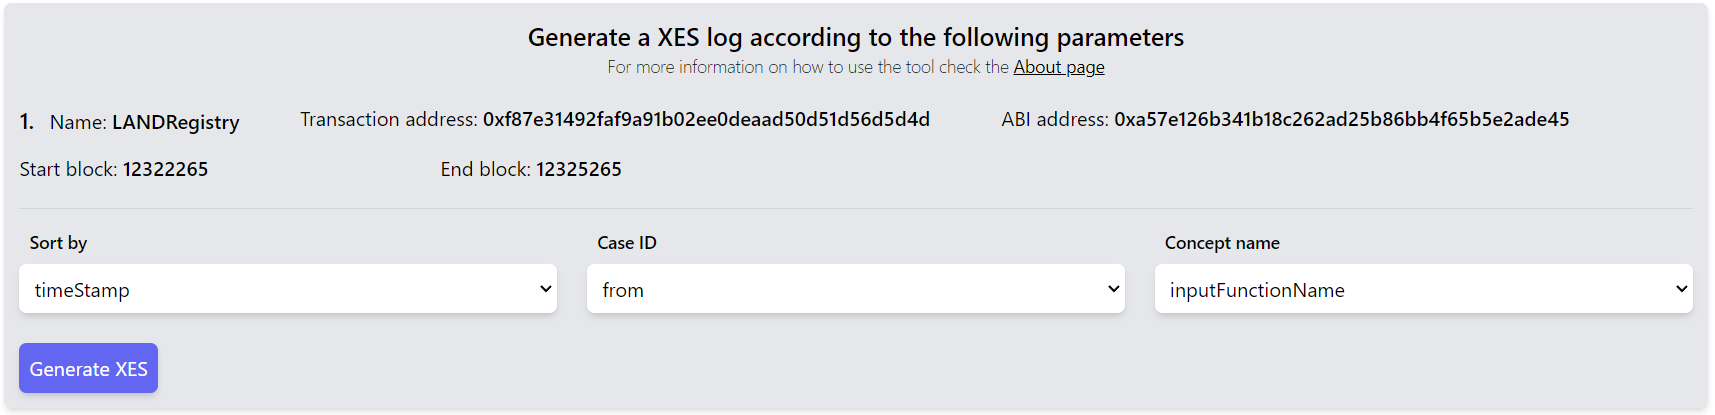 Generate a XES log according to the following parameters
For more information on how to use the tool check the About page
1. Name: LANDRegistry Transaction address: 0xf87e31492faf9a91b02ee0deaad50d51d56d5d4d ABI address: 0xa57e126b341b18c262ad25b86bb4f65b5e2ade45
Start block: 12322265 End block: 12325265
Sort by Case ID Concept name
timeStamp from inputFunctionName
Generate XES